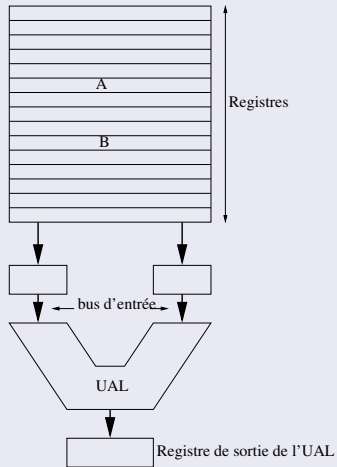 A
Registres
B
bus d'entrée
UAL
Registre de sortie de l'UAL